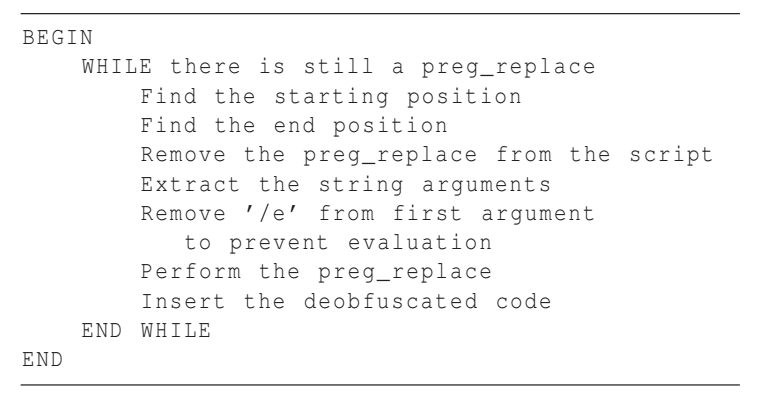 BEGIN
    WHILE there is still a preg_replace
        Find the starting position
        Find the end position
        Remove the preg_replace from the script
        Extract the string arguments
        Remove '/e' from first argument
           to prevent evaluation
        Perform the preg_replace
        Insert the deobfuscated code
    END WHILE
END